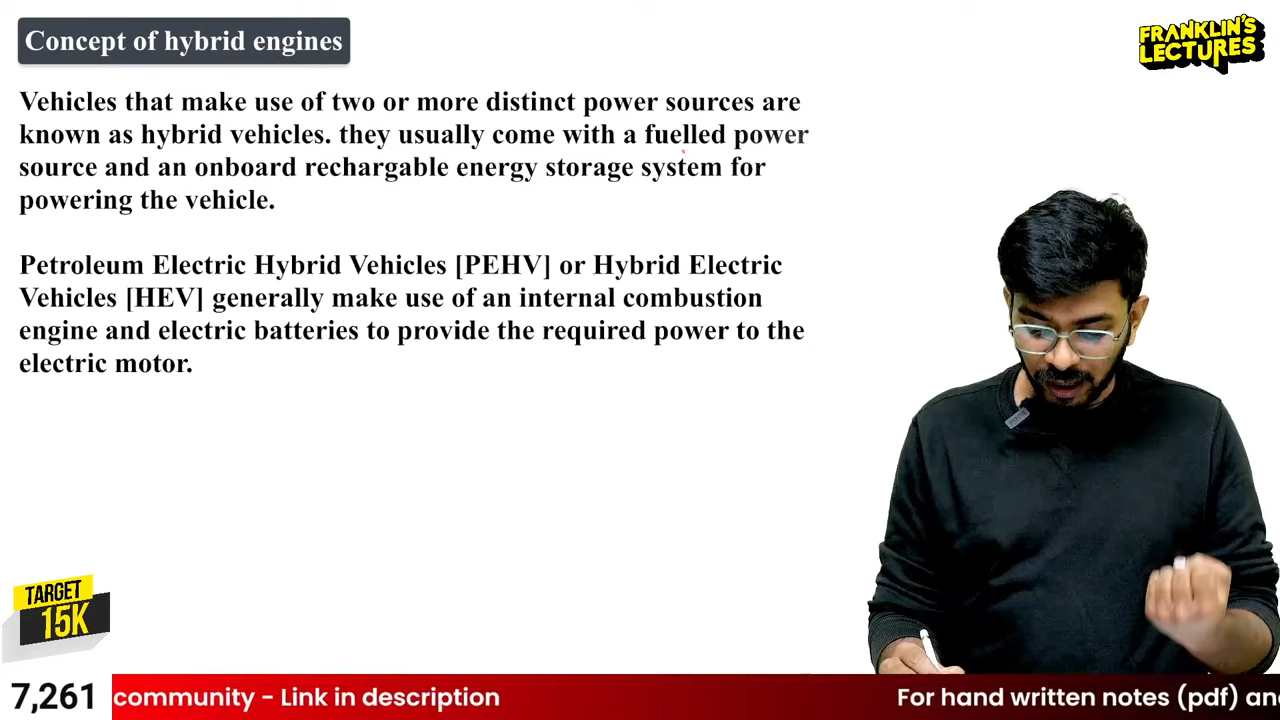 Concept of hybrid engines
FRANKLIN'S
LECTURES
Vehicles that make use of two or more distinct power sources are
known as hybrid vehicles. they usually come with a fuelled power
source and an onboard rechargable energy storage system for
powering the vehicle.
Petroleum Electric Hybrid Vehicles [PEHV] or Hybrid Electric
Vehicles [HEV] generally make use of an internal combustion
engine and electric batteries to provide the required power to the
electric motor.
TARGET
15K
7,261
community - Link in description
For hand written notes (pdf) an